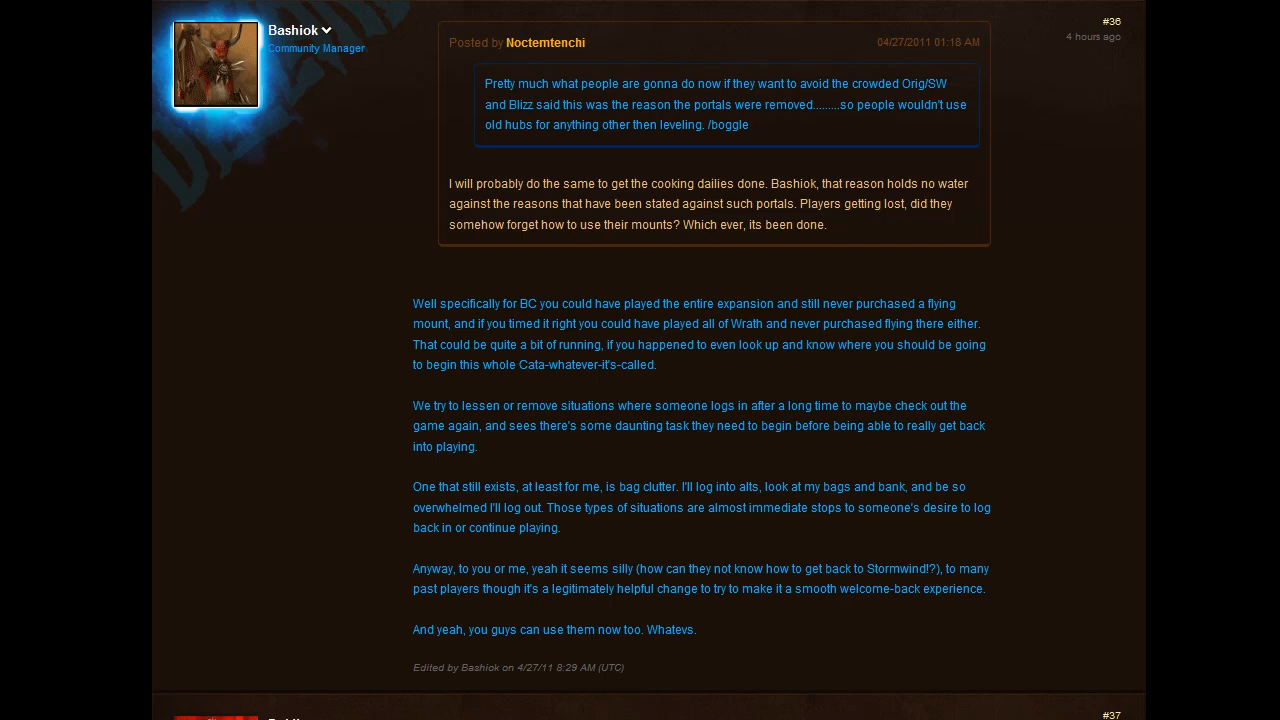 Bashiok
Community Manager
#36
4 hours ago
Posted by Noctemtenchi
04/27/2011 01:18 AM
Pretty much what people are gonna do now if they want to avoid the crowded Orig/SW
and Blizz said this was the reason the portals were removed.........so people wouldn't use
old hubs for anything other then leveling. /boggle
I will probably do the same to get the cooking dailies done. Bashiok, that reason holds no water
against the reasons that have been stated against such portals. Players getting lost, did they
somehow forget how to use their mounts? Which ever, its been done.
Well specifically for BC you could have played the entire expansion and still never purchased a flying
mount, and if you timed it right you could have played all of Wrath and never purchased flying there either.
That could be quite a bit of running, if you happened to even look up and know where you should be going
to begin this whole Cata-whatever-it's-called.
We try to lessen or remove situations where someone logs in after a long time to maybe check out the
game again, and sees there's some daunting task they need to begin before being able to really get back
into playing.
One that still exists, at least for me, is bag clutter. I'll log into alts, look at my bags and bank, and be so
overwhelmed I'll log out. Those types of situations are almost immediate stops to someone's desire to log
back in or continue playing.
Anyway, to you or me, yeah it seems silly (how can they not know how to get back to Stormwind!?), to many
past players though it's a legitimately helpful change to try to make it a smooth welcome-back experience.
And yeah, you guys can use them now too. Whatevs.
Edited by Bashiok on 4/27/11 8:29 AM (UTC)
#37